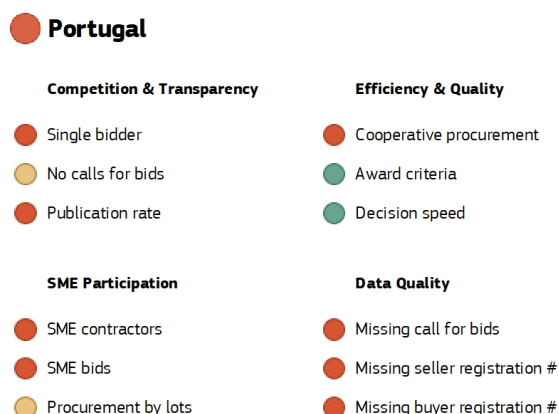 Portugal
Competition & Transparency
Single bidder
No calls for bids
Publication rate
Efficiency & Quality
Cooperative procurement
Award criteria
Decision speed
SME Participation
SME contractors
SME bids
Procurement by lots
Data Quality
Missing call for bids
Missing seller registration #
Missing buyer registration #